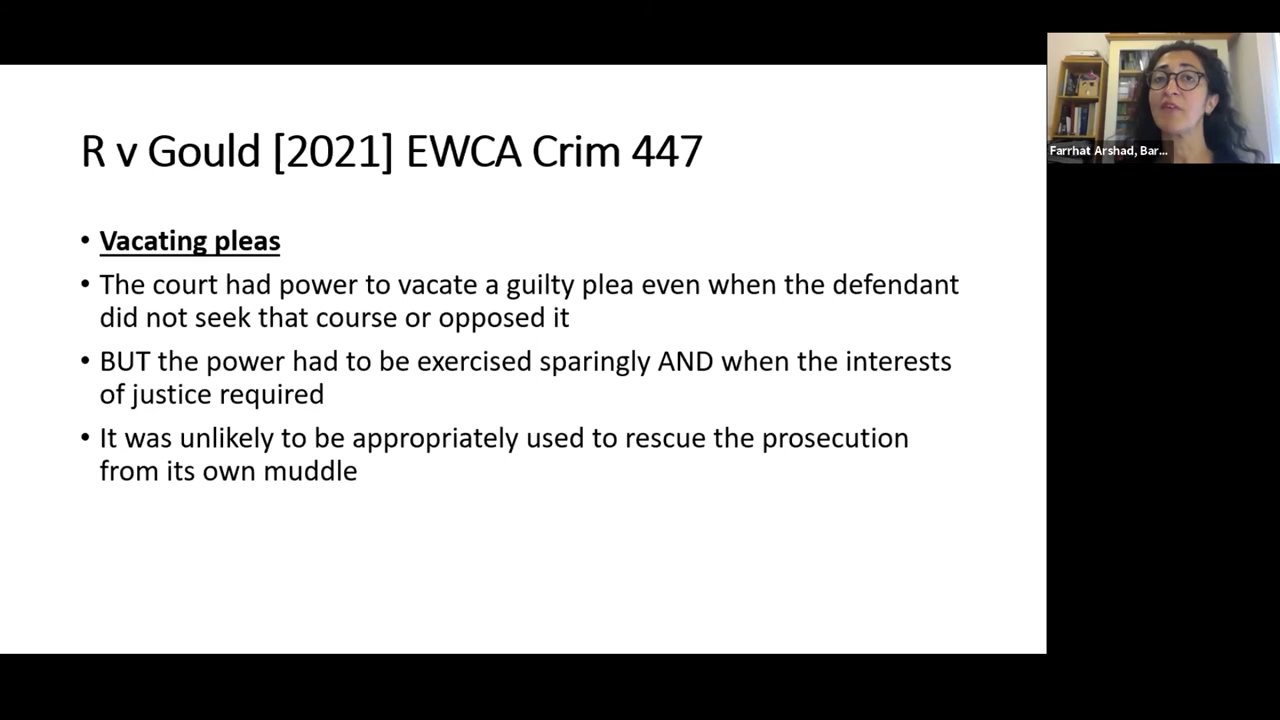 R v Gould [2021] EWCA Crim 447
• Vacating pleas
• The court had power to vacate a guilty plea even when the defendant
did not seek that course or opposed it
• BUT the power had to be exercised sparingly AND when the interests
of justice required
• It was unlikely to be appropriately used to rescue the prosecution
from its own muddle
Farrhat Arshad, Bar...